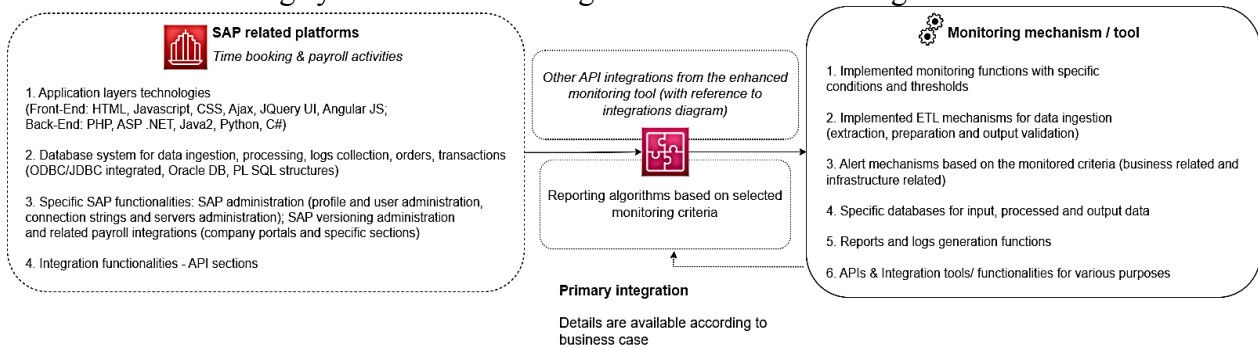 SAP related platforms
Time booking & payroll activities
1. Application layers technologies
(Front-End: HTML, Javascript, CSS, Ajax, JQuery UI, Angular JS;
Back-End: PHP, ASP .NET, Java2, Python, C#)
2. Database system for data ingestion, processing, logs collection, orders, transactions
(ODBC/JDBC integrated, Oracle DB, PL SQL structures)
3. Specific SAP functionalities: SAP administration (profile and user administration,
connection strings and servers administration); SAP versioning administration
and related payroll integrations (company portals and specific sections)
4. Integration functionalities - API sections
Other API integrations from the enhanced
monitoring tool (with reference to
integrations diagram)
Reporting algorithms based on selected
monitoring criteria
Primary integration
Details are available according to
business case
Monitoring mechanism / tool
1. Implemented monitoring functions with specific
conditions and thresholds
2. Implemented ETL mechanisms for data ingestion
(extraction, preparation and output validation)
3. Alert mechanisms based on the monitored criteria (business related and
infrastructure related)
4. Specific databases for input, processed and output data
5. Reports and logs generation functions
6. APIs & Integration tools/ functionalities for various purposes